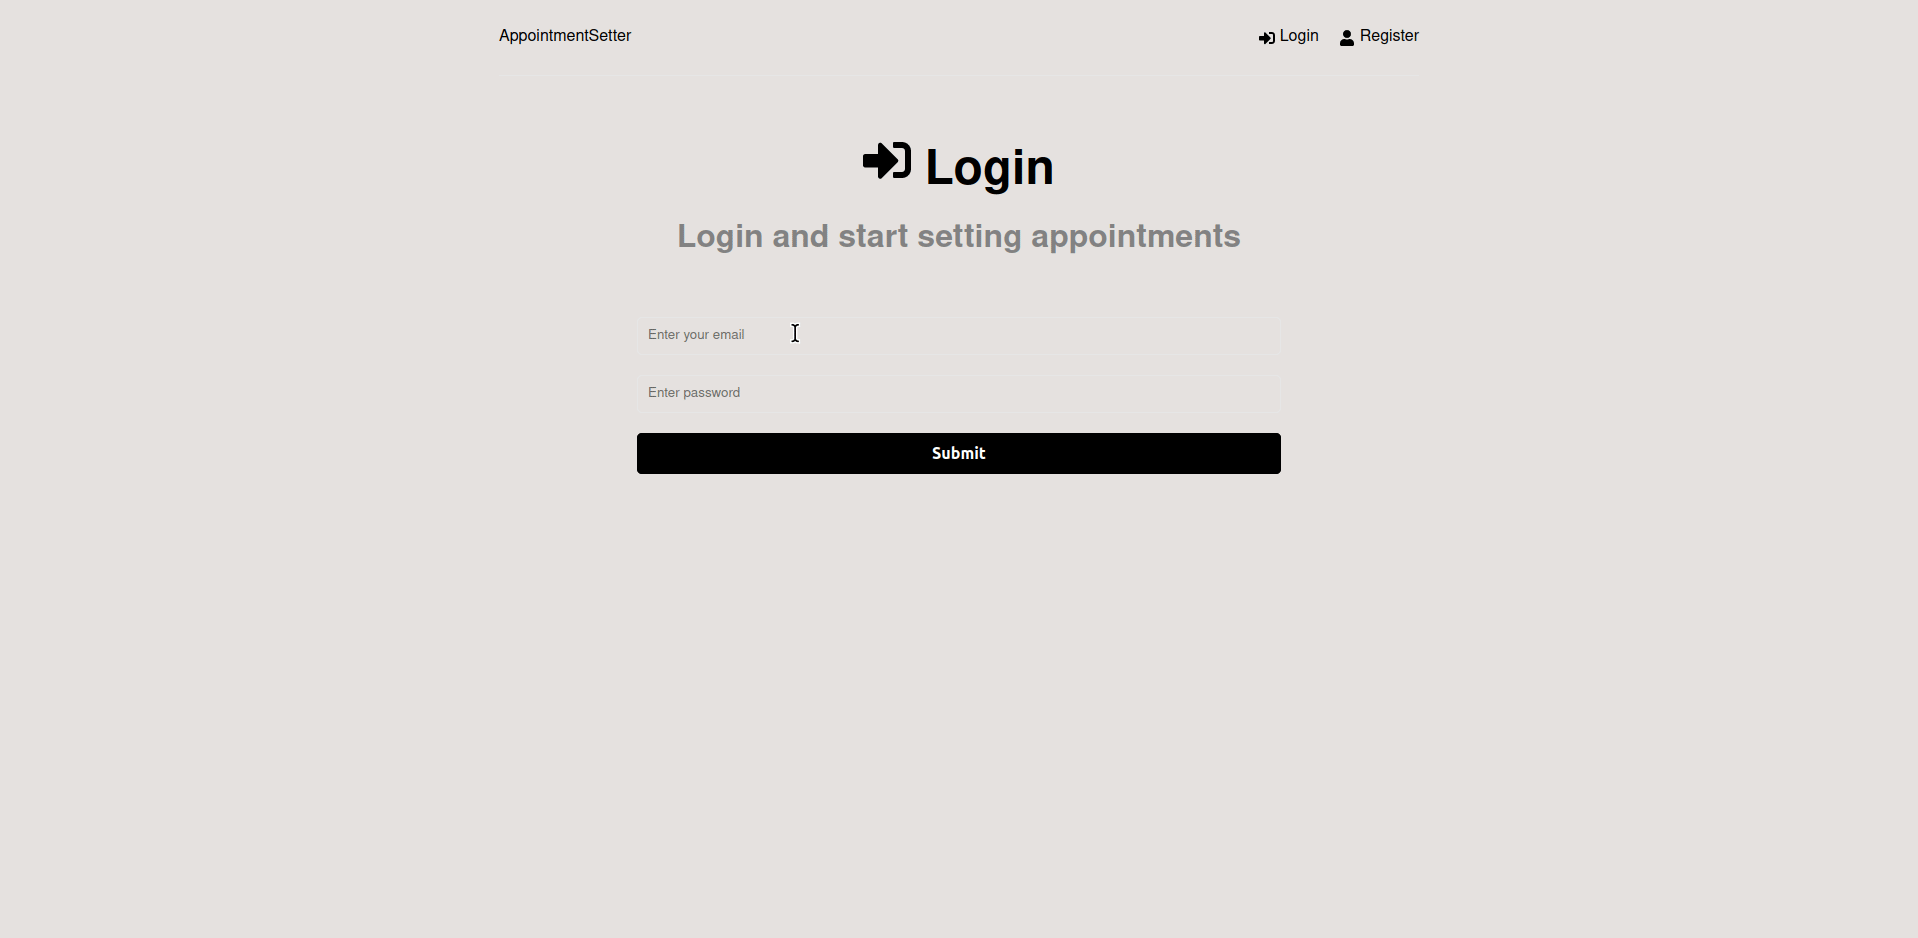 AppointmentSetter
Login Register
Login
Login and start setting appointments
Enter your email
Enter password
Submit